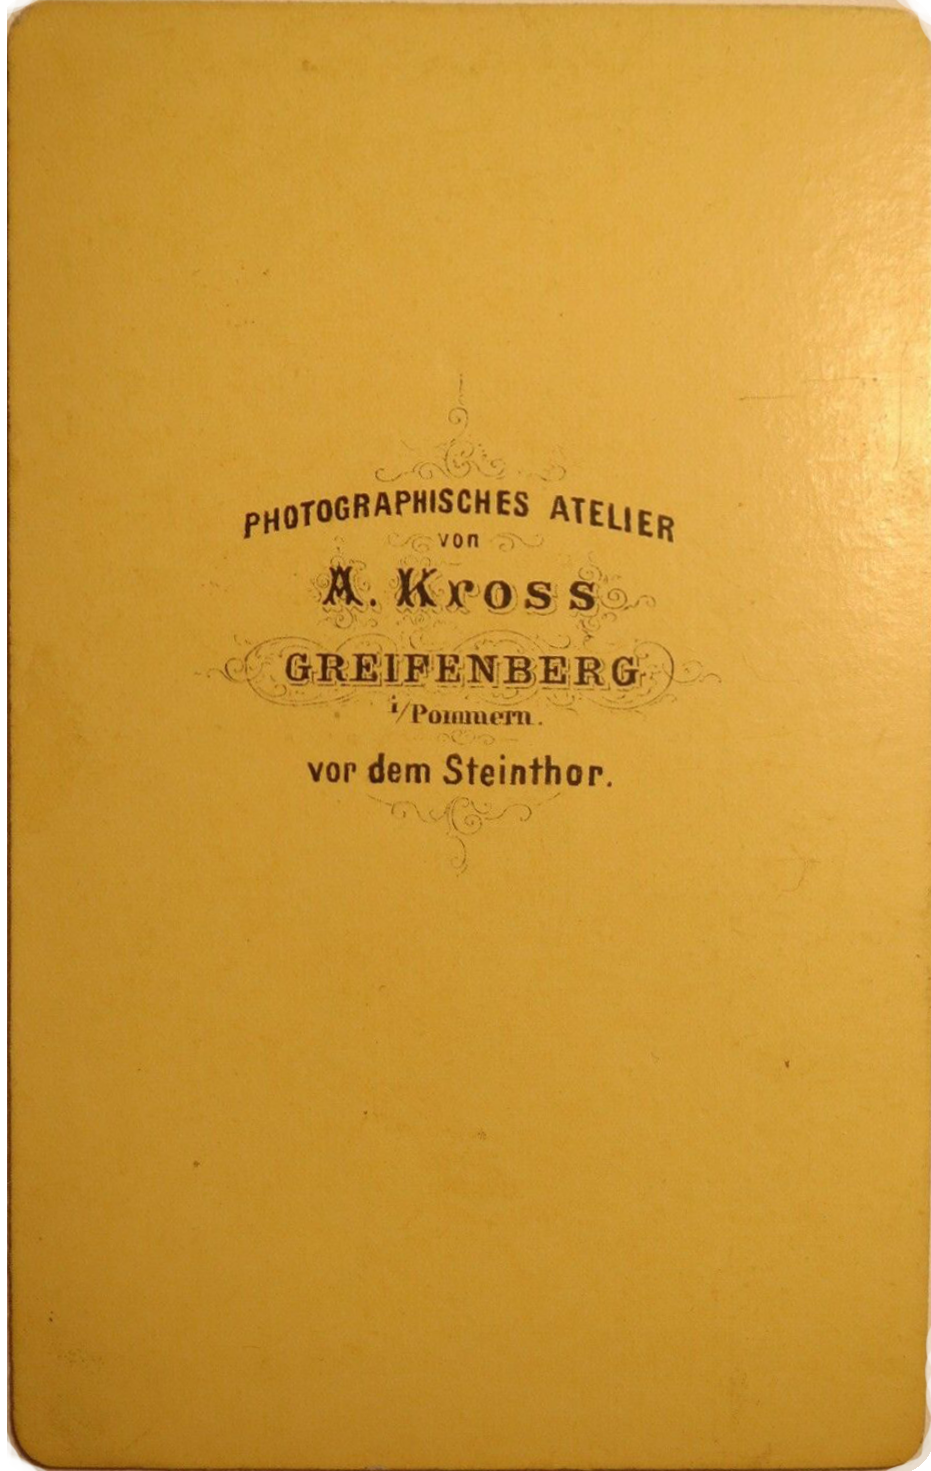 PHOTOGRAPHISCHES ATELIER
von
A. Kross
GREIFENBERG
i/Pommern.
vor dem Steinthor.